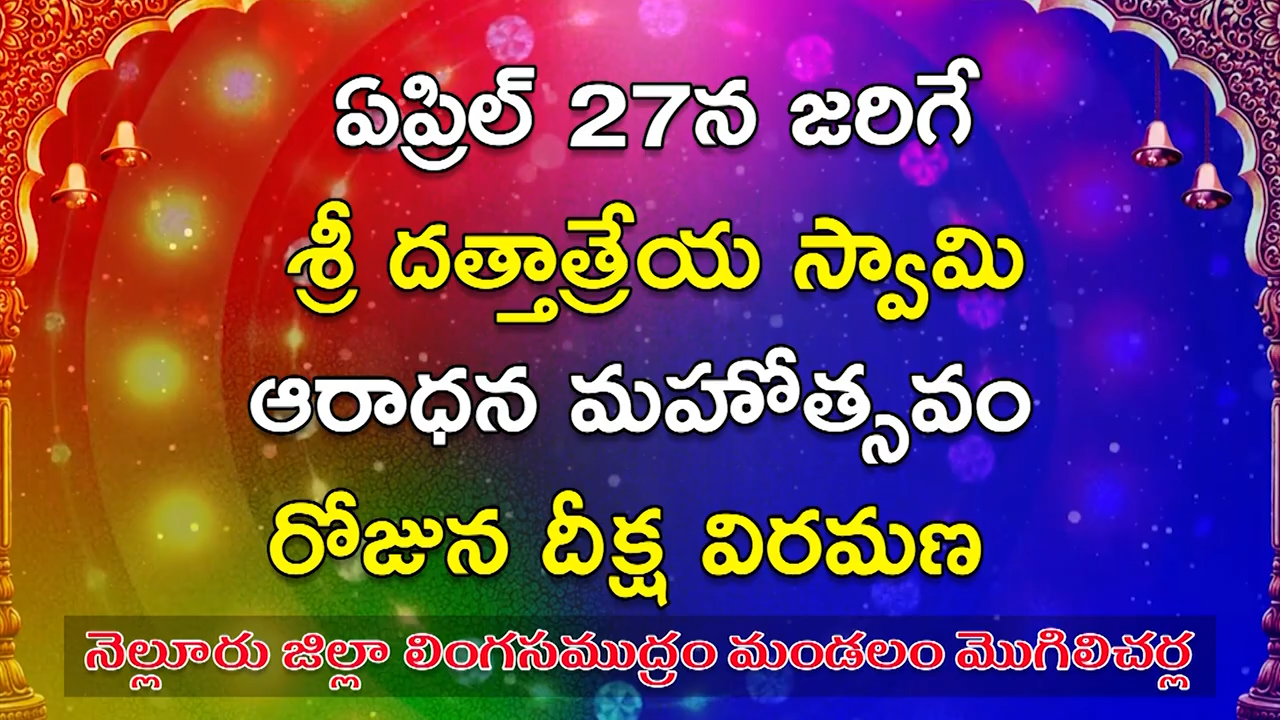 ఏప్రిల్ 27న జరిగే
శ్రీ దత్తాత్రేయ స్వామి
ఆరాధన మహోత్సవం
రోజున దీక్ష విరమణ
నెల్లూరు జిల్లా లింగసముద్రం మండలం మొగిలిచర్ల